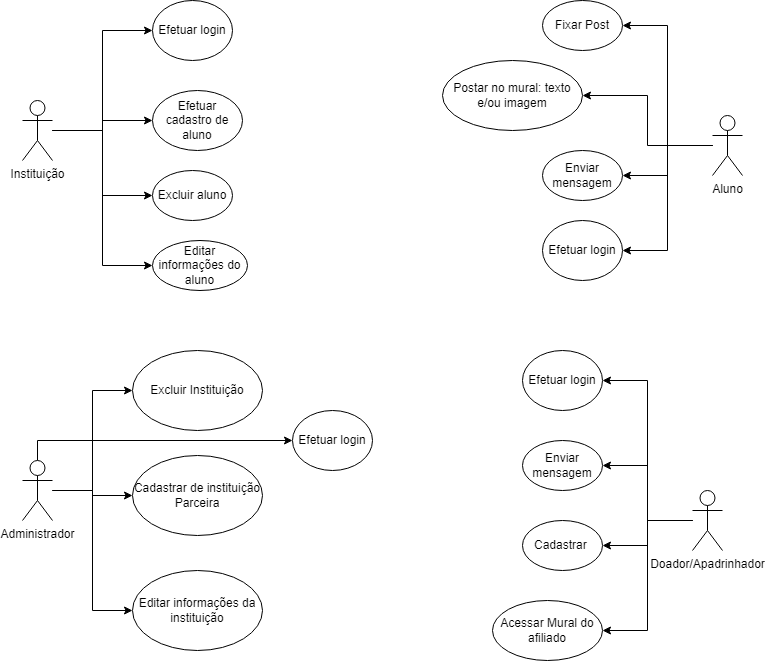 Efetuar login
Efetuar
cadastro de
aluno
Instituição
Excluir aluno
Editar
informações do
aluno
Fixar Post
Postar no mural: texto
e/ou imagem
Enviar
mensagem
Aluno
Efetuar login
Excluir Instituição
Efetuar login
Cadastrar de instituição
Parceira
Administrador
Editar informações da
instituição
Efetuar login
Enviar
mensagem
Cadastrar
Doador/Apadrinhador
Acessar Mural do
afiliado